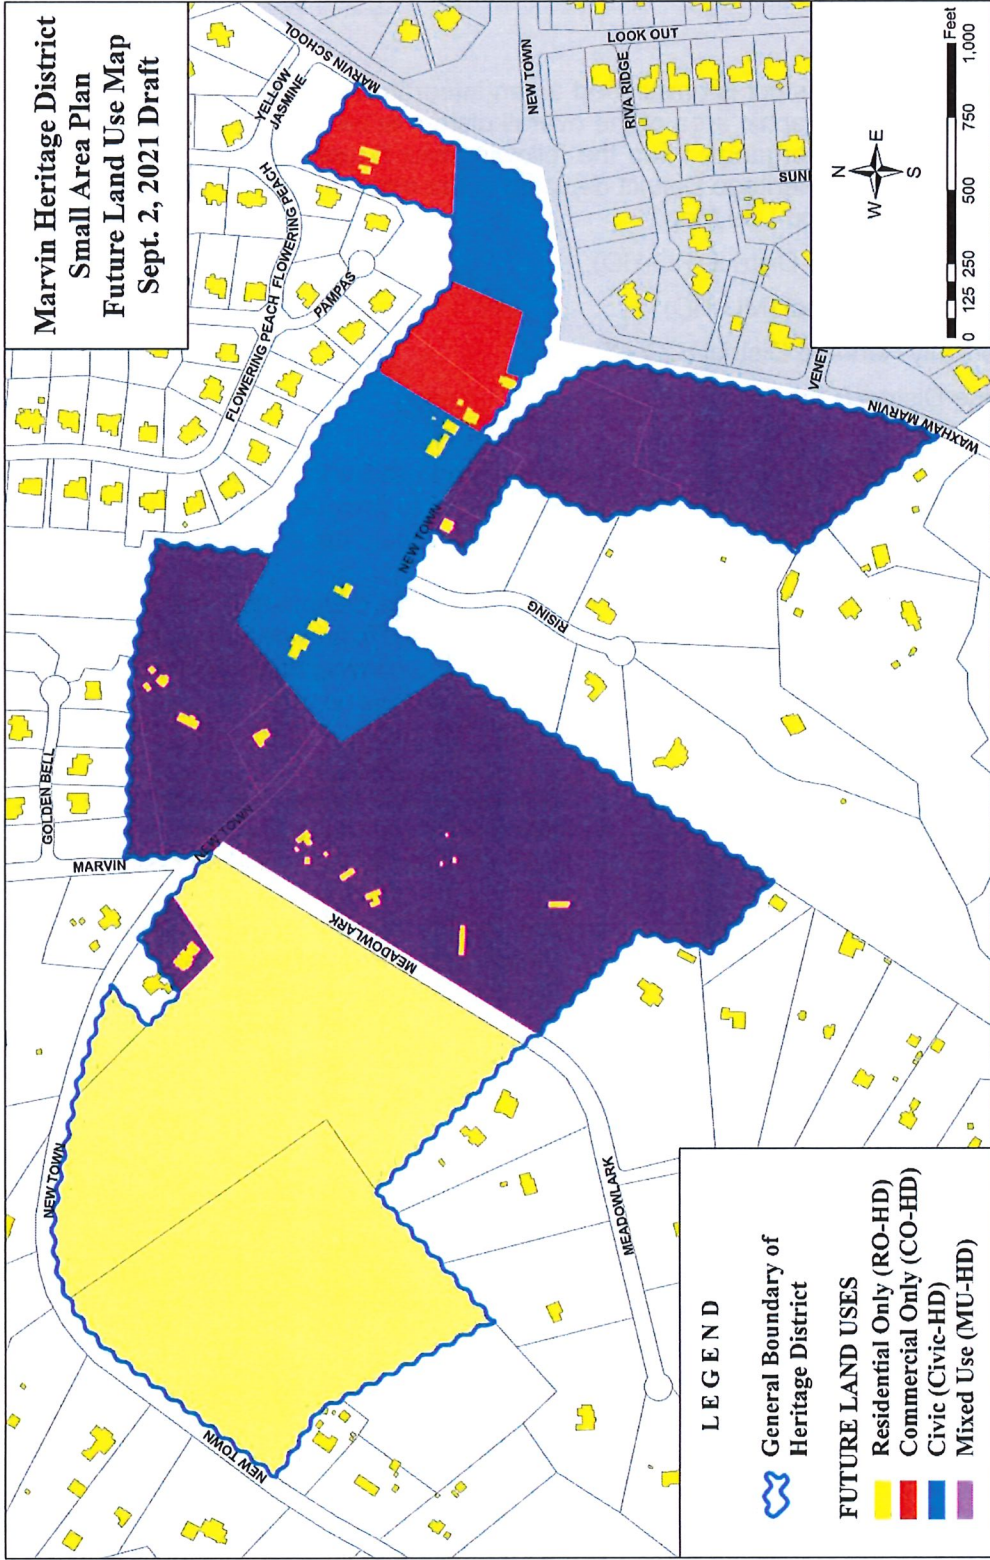 Marvin Heritage District
Small Area Plan
Future Land Use Map
Sept. 2, 2021 Draft
YELLOW
JASMINE
MARVIN SCHOOL
FLOWERING PEACH
FLOWERING PEACH
PAMPAS
NEW TOWN
LOOK OUT
RIVA RIDGE
SUNI
VENET
WAXHAW MARVIN
GOLDEN BELL
MARVIN
NEW TOWN
NEW TOWN
RISING
MEADOWLARK
NEW TOWN
MEADOWLARK
NEW TOWN
N
W
E
S
0 125 250 500 750 1,000
Feet
LEGEND
General Boundary of
Heritage District
FUTURE LAND USES
Residential Only (RO-HD)
Commercial Only (CO-HD)
Civic (Civic-HD)
Mixed Use (MU-HD)